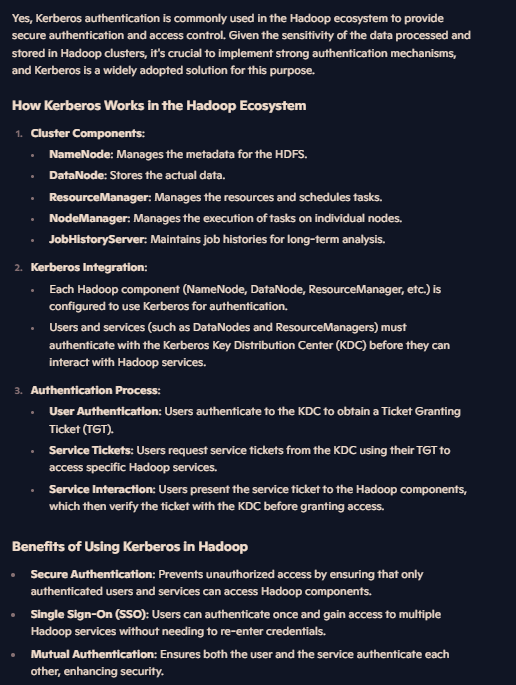 Yes, Kerberos authentication is commonly used in the Hadoop ecosystem to provide
secure authentication and access control. Given the sensitivity of the data processed and
stored in Hadoop clusters, it's crucial to implement strong authentication mechanisms,
and Kerberos is a widely adopted solution for this purpose.
How Kerberos Works in the Hadoop Ecosystem
1. Cluster Components:
• NameNode: Manages the metadata for the HDFS.
• DataNode: Stores the actual data.
• ResourceManager: Manages the resources and schedules tasks.
• NodeManager: Manages the execution of tasks on individual nodes.
• JobHistoryServer: Maintains job histories for long-term analysis.
2. Kerberos Integration:
• Each Hadoop component (NameNode, DataNode, ResourceManager, etc.) is
configured to use Kerberos for authentication.
• Users and services (such as DataNodes and ResourceManagers) must
authenticate with the Kerberos Key Distribution Center (KDC) before they can
interact with Hadoop services.
3. Authentication Process:
• User Authentication: Users authenticate to the KDC to obtain a Ticket Granting
Ticket (TGT).
• Service Tickets: Users request service tickets from the KDC using their TGT to
access specific Hadoop services.
• Service Interaction: Users present the service ticket to the Hadoop components,
which then verify the ticket with the KDC before granting access.
Benefits of Using Kerberos in Hadoop
• Secure Authentication: Prevents unauthorized access by ensuring that only
authenticated users and services can access Hadoop components.
• Single Sign-On (SSO): Users can authenticate once and gain access to multiple
Hadoop services without needing to re-enter credentials.
• Mutual Authentication: Ensures both the user and the service authenticate each
other, enhancing security.